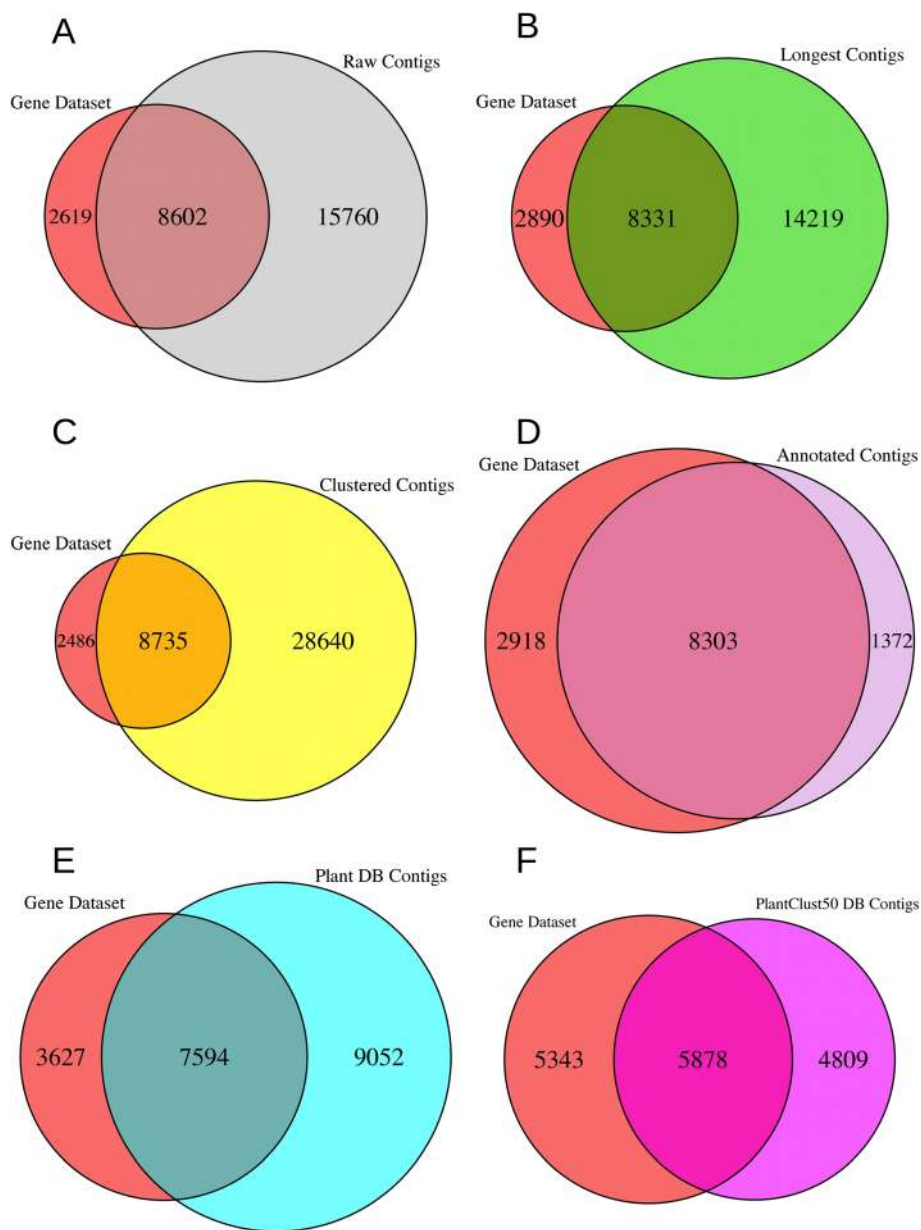 A
Raw Contigs
Gene Dataset
2619 8602 15760
B
Longest Contigs
Gene Dataset
2890 8331 14219
C
Clustered Contigs
Gene Dataset
2486 8735 28640
D
Gene Dataset Annotated Contigs
2918 8303 1372
E
Plant DB Contigs
Gene Dataset
3627 7594 9052
F
PlantClust50 DB Contigs
Gene Dataset
5343 5878 4809